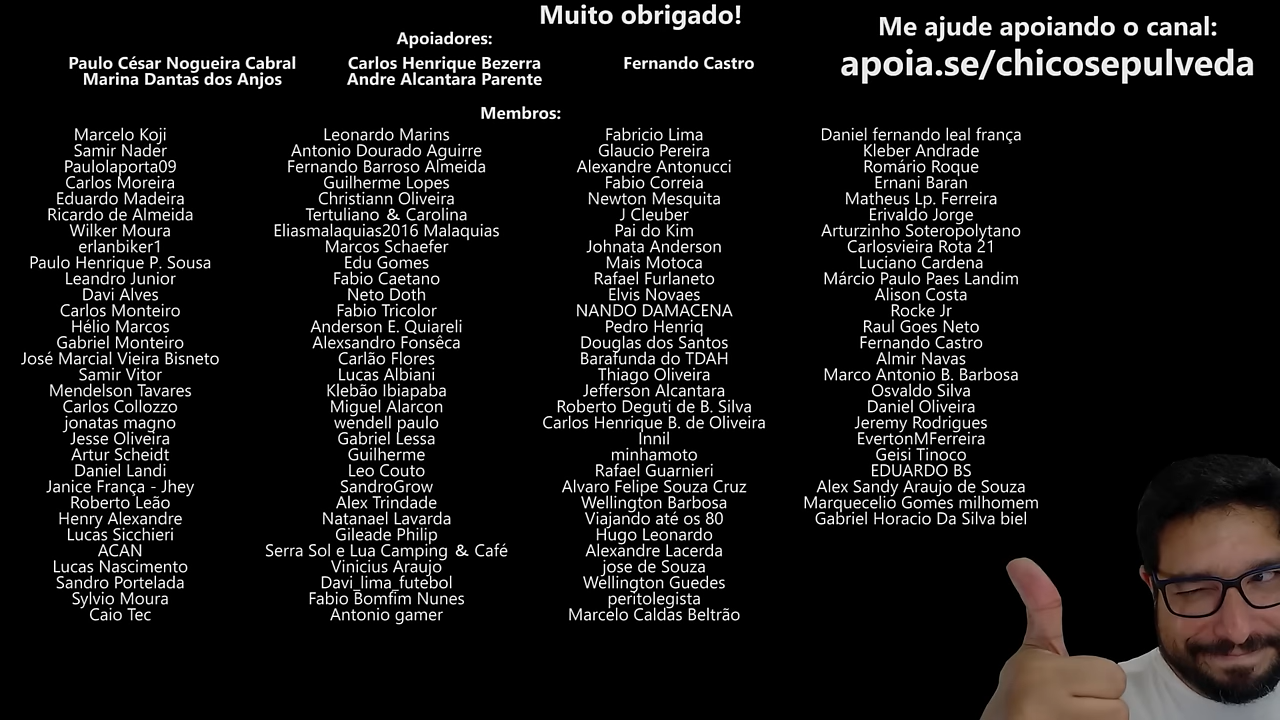 Muito obrigado!
Me ajude apoiando o canal:
apoia.se/chicosepulveda
Apoiadores:
Paulo César Nogueira Cabral
Marina Dantas dos Anjos
Carlos Henrique Bezerra
Andre Alcantara Parente
Fernando Castro
Membros:
Marcelo Koji
Samir Nader
Paulolaporta09
Carlos Moreira
Eduardo Madeira
Ricardo de Almeida
Wilker Moura
erlanbiker1
Paulo Henrique P. Sousa
Leandro Junior
Davi Alves
Carlos Monteiro
Hélio Marcos
Gabriel Monteiro
José Marcial Vieira Bisneto
Samir Vitor
Mendelson Tavares
Carlos Collozzo
jonatas magno
Jesse Oliveira
Artur Scheidt
Daniel Landi
Janice França - Jhey
Roberto Leão
Henry Alexandre
Lucas Sicchieri
ACAN
Lucas Nascimento
Sandro Portelada
Sylvio Moura
Caio Tec
Leonardo Marins
Antonio Dourado Aguirre
Fernando Barroso Almeida
Guilherme Lopes
Christiann Oliveira
Tertuliano & Carolina
Eliasmalaquias2016 Malaquias
Marcos Schaefer
Edu Gomes
Fabio Caetano
Neto Doth
Fabio Tricolor
Anderson E. Quiareli
Alexsandro Fonsêca
Carlão Flores
Lucas Albiani
Klebão Ibiapaba
Miguel Alarcon
wendell paulo
Gabriel Lessa
Guilherme
Leo Couto
SandroGrow
Alex Trindade
Natanael Lavarda
Gileade Philip
Serra Sol e Lua Camping & Café
Vinicius Araujo
Davi_lima_futebol
Fabio Bomfim Nunes
Antonio gamer
Fabricio Lima
Glaucio Pereira
Alexandre Antonucci
Fabio Correia
Newton Mesquita
J Cleuber
Pai do Kim
Johnata Anderson
Mais Motoca
Rafael Furlaneto
Elvis Novaes
NANDO DAMACENA
Pedro Henriq
Douglas dos Santos
Barafunda do TDAH
Thiago Oliveira
Jefferson Alcantara
Roberto Deguti de B. Silva
Carlos Henrique B. de Oliveira
Innil
minhamoto
Rafael Guarnieri
Alvaro Felipe Souza Cruz
Wellington Barbosa
Viajando até os 80
Hugo Leonardo
Alexandre Lacerda
jose de Souza
Wellington Guedes
peritolegista
Marcelo Caldas Beltrão
Daniel fernando leal frança
Kleber Andrade
Romário Roque
Ernani Baran
Matheus Lp. Ferreira
Erivaldo Jorge
Arturzinho Soteropolytano
Carlosvieira Rota 21
Luciano Cardena
Márcio Paulo Paes Landim
Alison Costa
Rocke Jr
Raul Goes Neto
Fernando Castro
Almir Navas
Marco Antonio B. Barbosa
Osvaldo Silva
Daniel Oliveira
Jeremy Rodrigues
EvertonMFerreira
Geisi Tinoco
EDUARDO BS
Alex Sandy Araujo de Souza
Marquecelio Gomes milhomem
Gabriel Horacio Da Silva biel